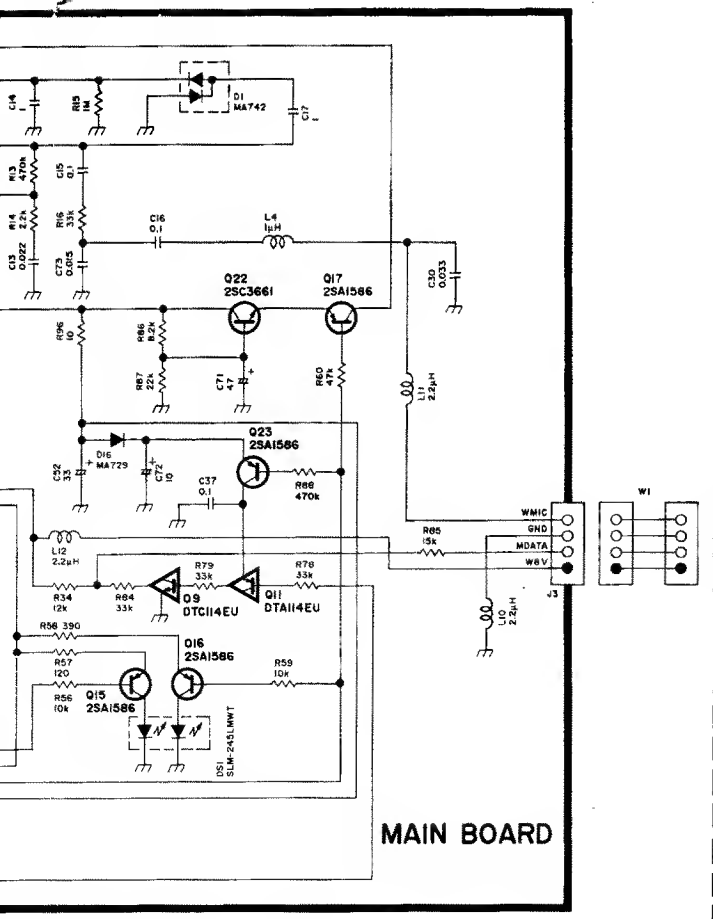 C14
R15
1M
D1
MA742
C17
R13
470k
C15
0.1
R14
2.2k
R16
33k
C16
0.1
L4
1μH
C13
0.022
C73
0.015
C30
0.033
Q22
2SC3661
Q17
2SA1586
R96
10
R86
8.2k
R87
22k
C71
47
+
R60
47k
L11
2.2μH
Q23
2SA1586
D16
MA729
C52
33
+
C72
10
+
C37
0.1
R88
470k
W1
WMIC
GND
MDATA
W8V
J3
R85
15k
L12
2.2μH
R79
33k
R78
33k
R34
12k
R84
33k
Q9
DTC114EU
Q11
DTA114EU
L10
2.2μH
R58 390
Q16
2SA1586
R57
120
R59
10k
R56
10k
Q15
2SA1586
DS1
SLM-245LMWT
MAIN BOARD